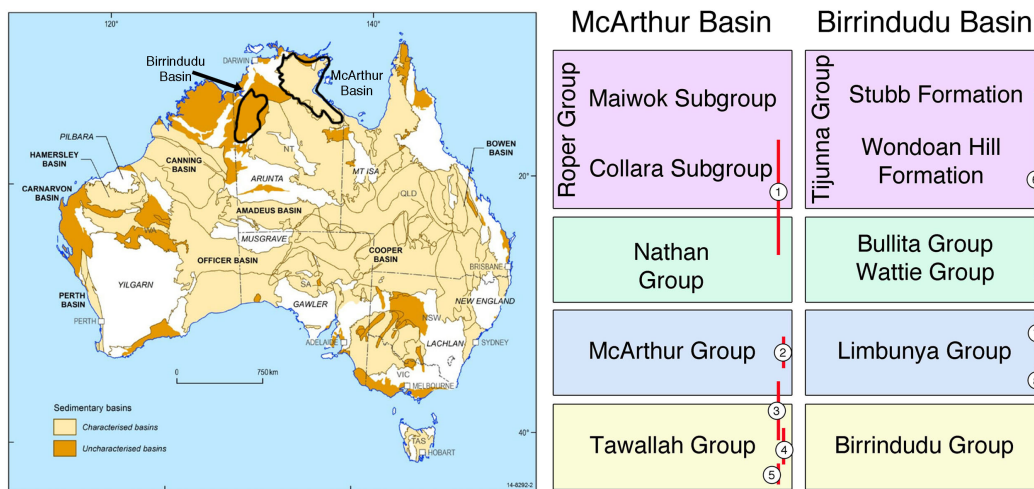 120°
140°
Birrindudu
Basin
DARWIN
McArthur
Basin
PILBARA
HAMERSLEY
BASIN
CARNARVON
BASIN
CANNING
BASIN
NT
ARUNTA
MT ISA
BOWEN
BASIN
20°
QLD
AMADEUS BASIN
WA
MUSGRAVE
COOPER
BASIN
OFFICER BASIN
BRISBANE
SA
YILGARN
PERTH
BASIN
GAWLER
NEW ENGLAND
NSW
PERTH
ADELAIDE
LACHLAN
SYDNEY
0
750 km
VIC
MELBOURNE
Sedimentary basins
Characterised basins
Uncharacterised basins
TAS
HOBART
40°
14-8292-2
McArthur Basin
Roper Group
Maiwok Subgroup
Collara Subgroup
1
Nathan
Group
McArthur Group
2
3
Tawallah Group
4
5
Birrindudu Basin
Tijunna Group
Stubb Formation
Wondoan Hill
Formation
Bullita Group
Wattie Group
Limbunya Group
Birrindudu Group